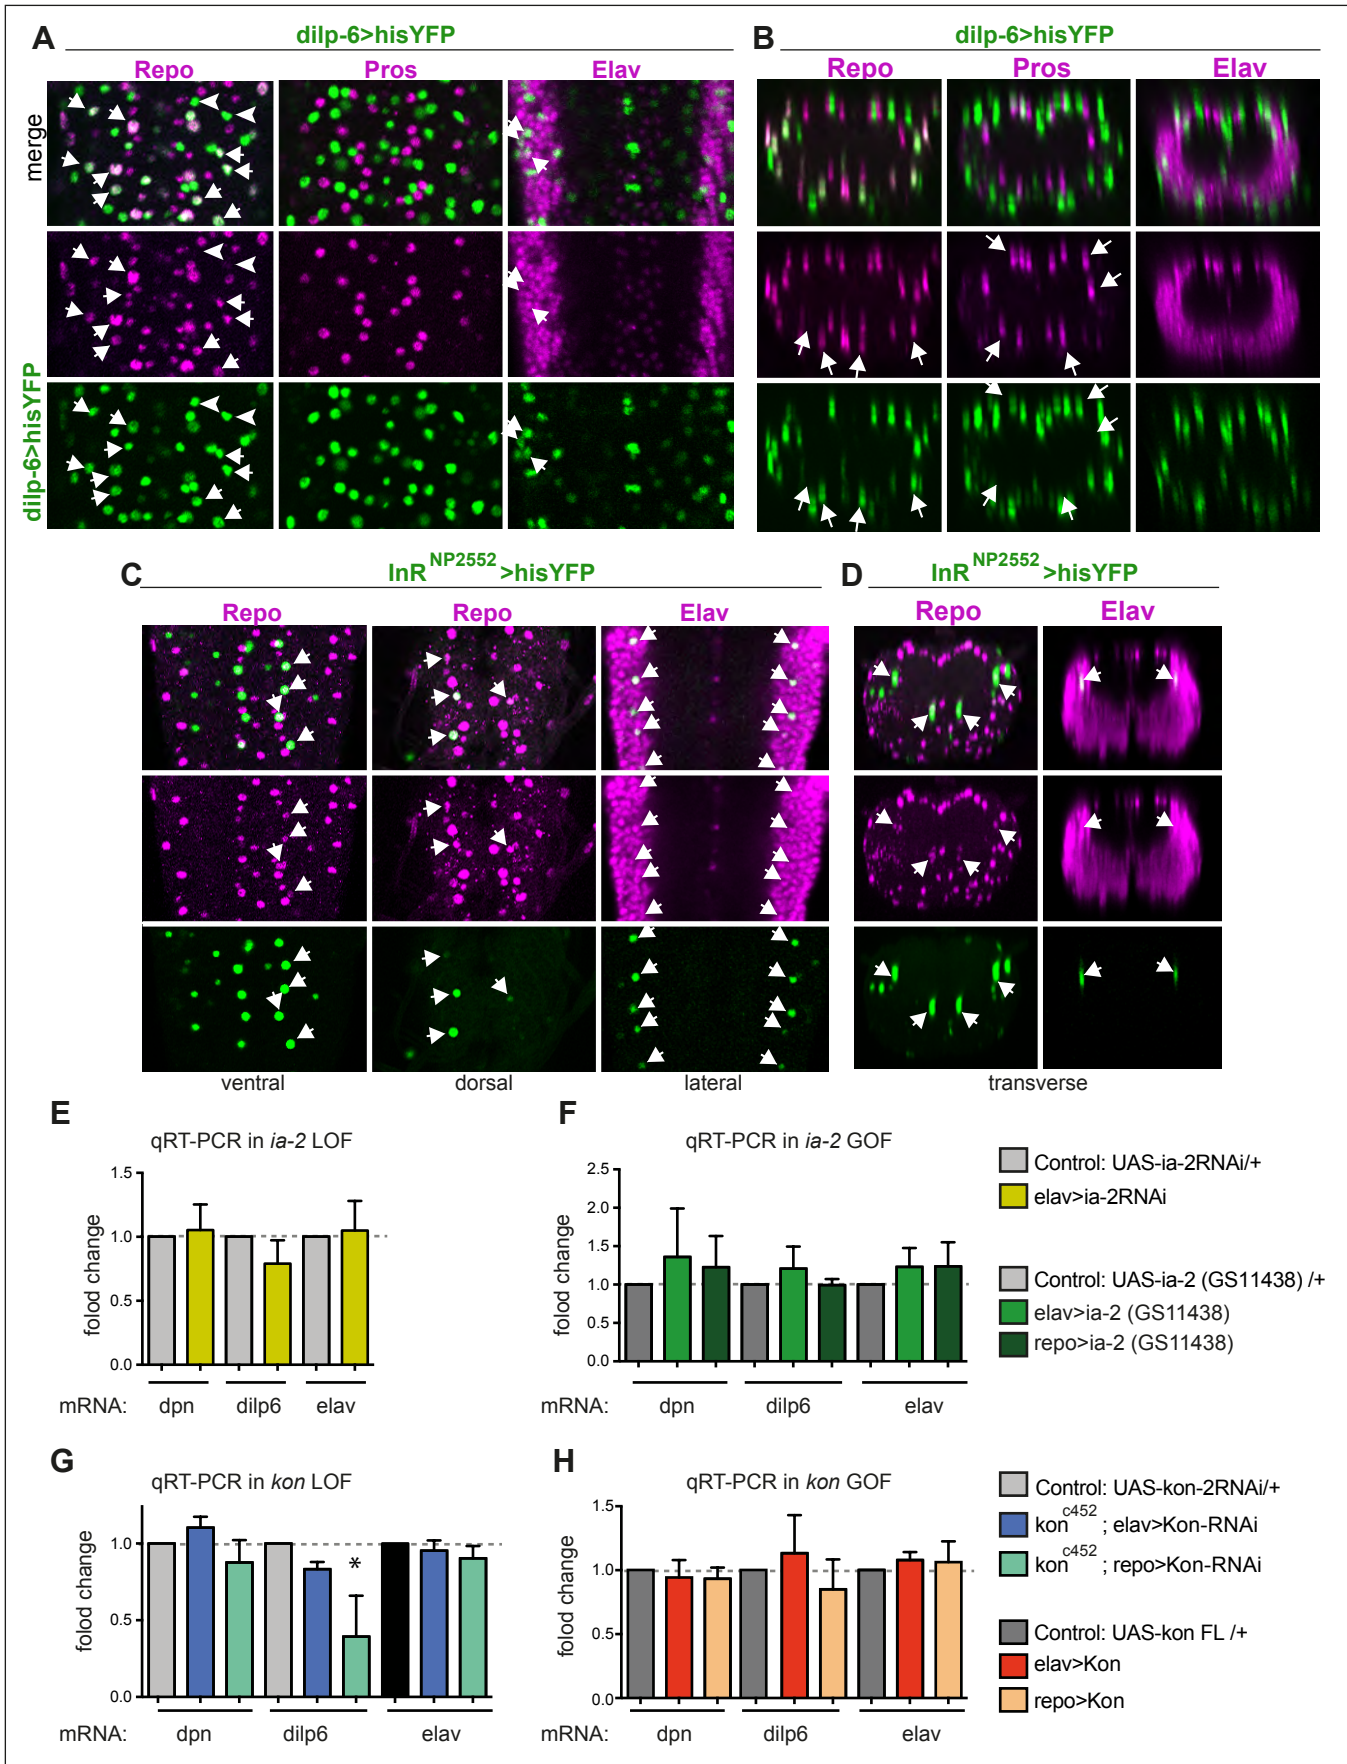 A
dilp-6>hisYFP
Repo
Pros
Elav
merge
dilp-6>hisYFP
B
dilp-6>hisYFP
Repo
Pros
Elav
C
InR^NP2552>hisYFP
Repo
Repo
Elav
ventral
dorsal
lateral
D
InR^NP2552>hisYFP
Repo
Elav
transverse
E
qRT-PCR in ia-2 LOF
folod change
1.5
1.0
0.5
0.0
mRNA:
dpn
dilp6
elav
F
qRT-PCR in ia-2 GOF
folod change
2.5
2.0
1.5
1.0
0.5
0.0
mRNA:
dpn
dilp6
elav
Control: UAS-ia-2RNAi/+
elav>ia-2RNAi
Control: UAS-ia-2 (GS11438) /+
elav>ia-2 (GS11438)
repo>ia-2 (GS11438)
G
qRT-PCR in kon LOF
folod change
1.0
0.5
0.0
*
mRNA:
dpn
dilp6
elav
H
qRT-PCR in kon GOF
folod change
1.5
1.0
0.5
0.0
mRNA:
dpn
dilp6
elav
Control: UAS-kon-2RNAi/+
kon^c452 ; elav>Kon-RNAi
kon^c452 ; repo>Kon-RNAi
Control: UAS-kon FL /+
elav>Kon
repo>Kon